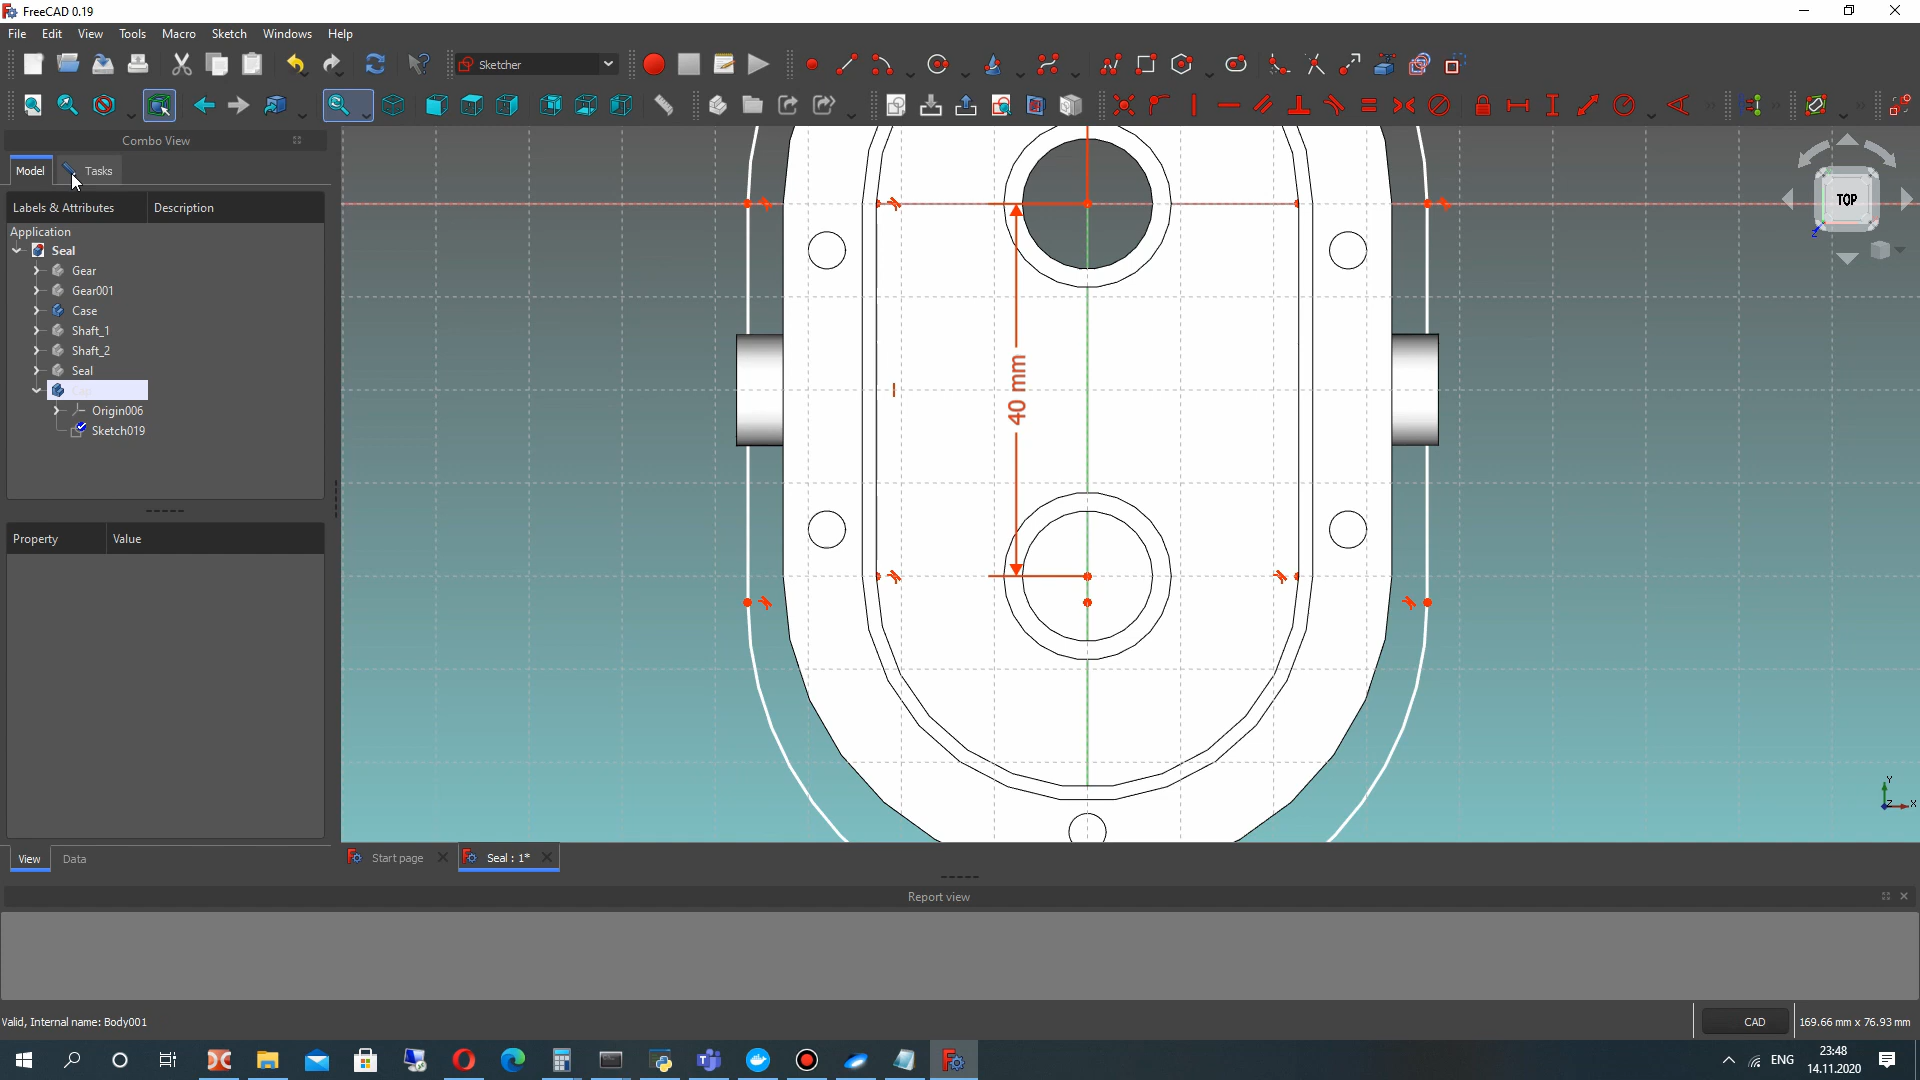 FreeCAD 0.19
File Edit View Tools Macro Sketch Windows Help
Sketcher
Combo View
Model Tasks
Labels & Attributes Description
Application
Seal
Gear
Gear001
Case
Shaft_1
Shaft_2
Seal
Origin006
Sketch019
Property Value
View Data
40 mm
TOP
Z
Y
Z
X
Start page Seal : 1*
Report view
Valid, Internal name: Body001
CAD 169.66 mm x 76.93 mm
ENG 23:48
14.11.2020